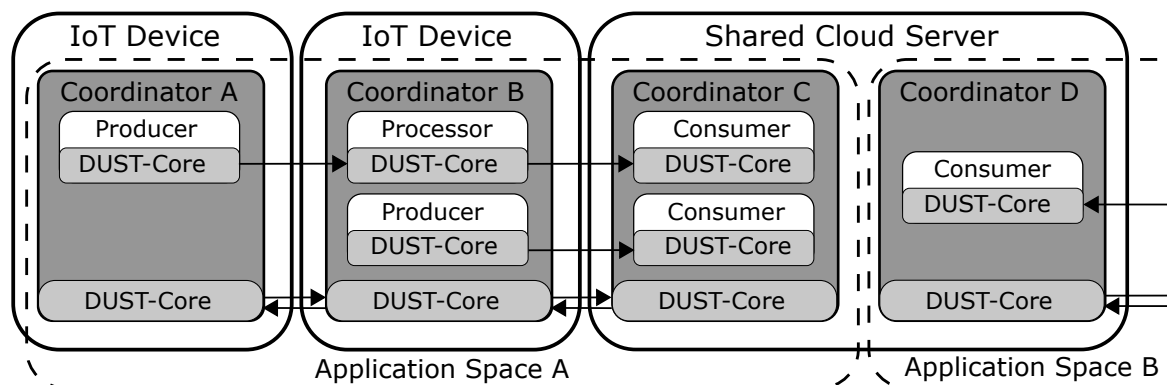 IoT Device
IoT Device
Shared Cloud Server
Coordinator A
Coordinator B
Coordinator C
Coordinator D
Producer
DUST-Core
Processor
DUST-Core
Consumer
DUST-Core
Consumer
DUST-Core
Producer
DUST-Core
Consumer
DUST-Core
DUST-Core
DUST-Core
DUST-Core
DUST-Core
Application Space A
Application Space B